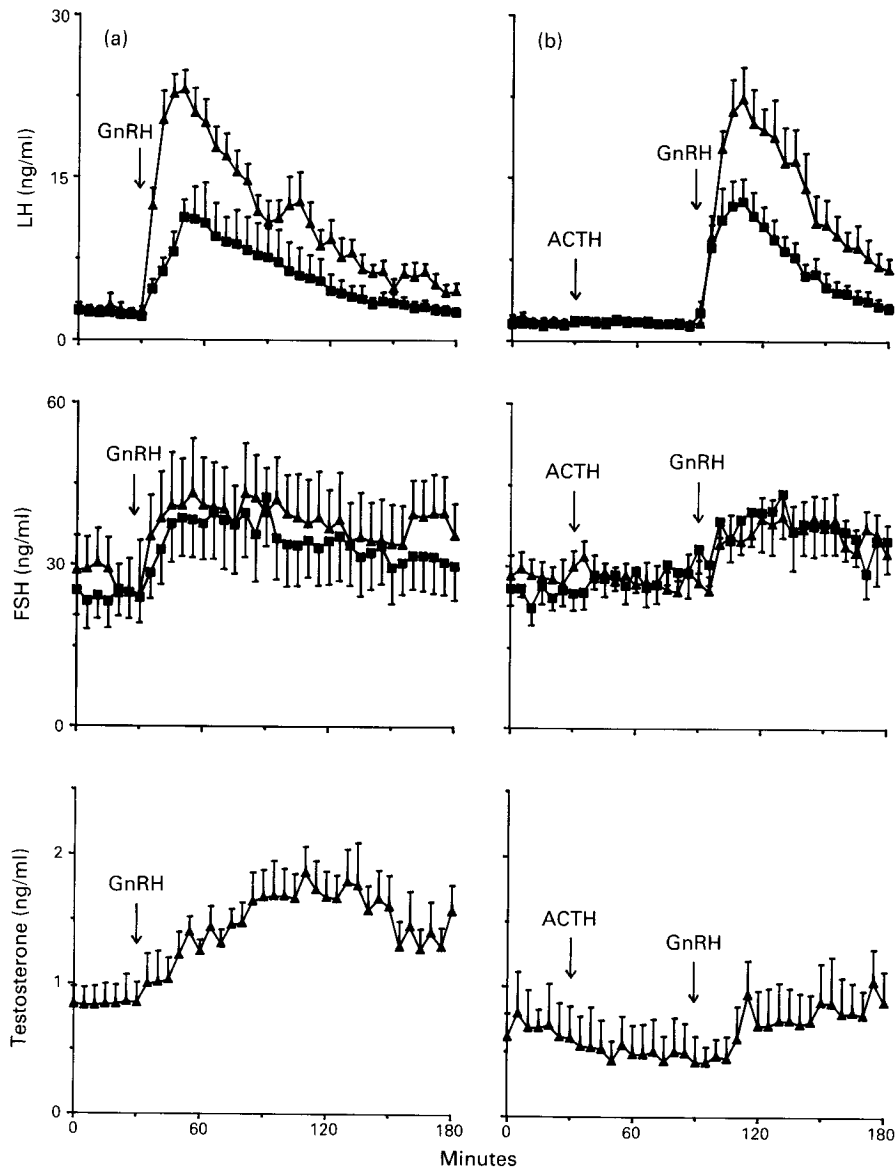 30
(a)
(b)
GnRH
GnRH
LH (ng/ml)
15
ACTH
0
60
GnRH
ACTH
GnRH
FSH (ng/ml)
30
0
2
GnRH
ACTH
GnRH
Testosterone (ng/ml)
1
0
0 60 120 180 0 60 120 180
Minutes